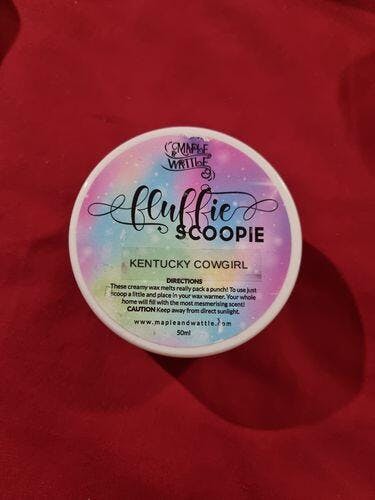 MAPLE
& WATTLE
fluffie
SCOOPIE
KENTUCKY COWGIRL
DIRECTIONS
These creamy wax melts really pack a punch! To use just
scoop a little and place in your wax warmer. Your whole
home will fill with the most mesmerising scent!
CAUTION Keep away from direct sunlight.
www.mapleandwattle.com
50ml